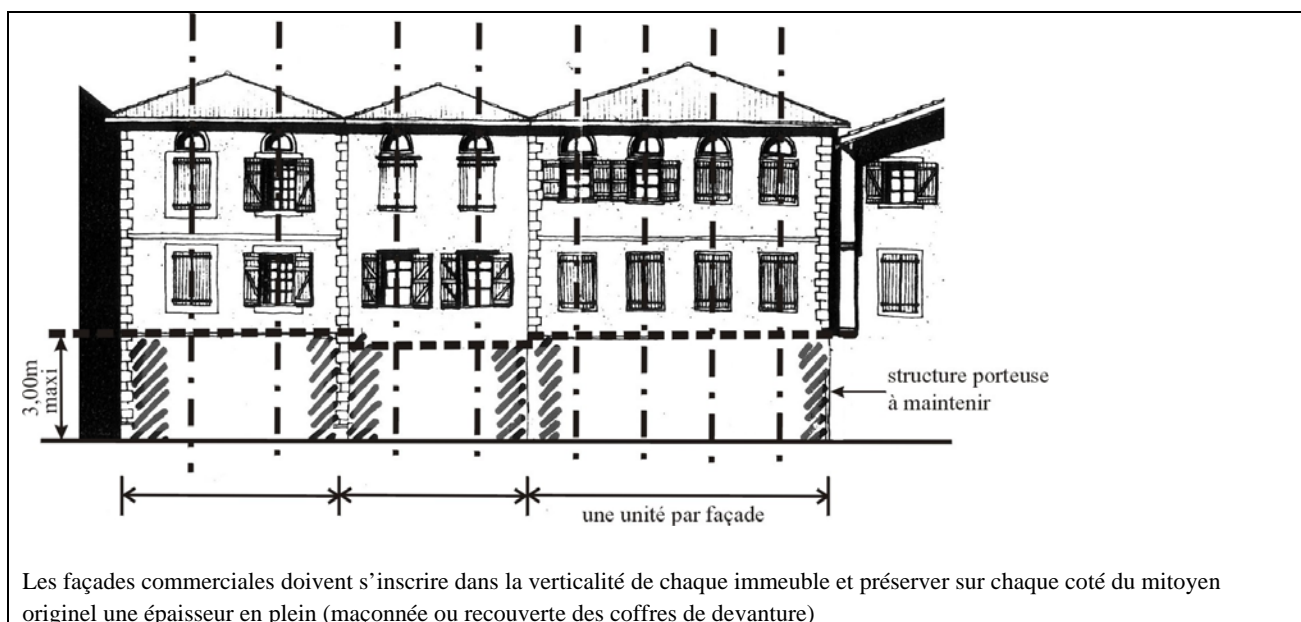 3,00m
maxi
structure porteuse
à maintenir
une unité par façade
Les façades commerciales doivent s’inscrire dans la verticalité de chaque immeuble et préserver sur chaque coté du mitoyen
originel une épaisseur en plein (maçonnée ou recouverte des coffres de devanture)